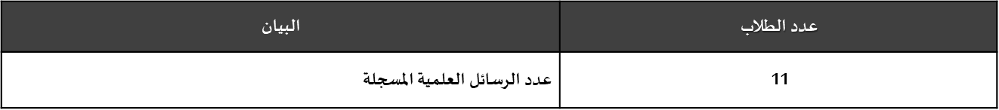 عدد الطلاب البيان
11 عدد الرسائل العلمية المسجلة